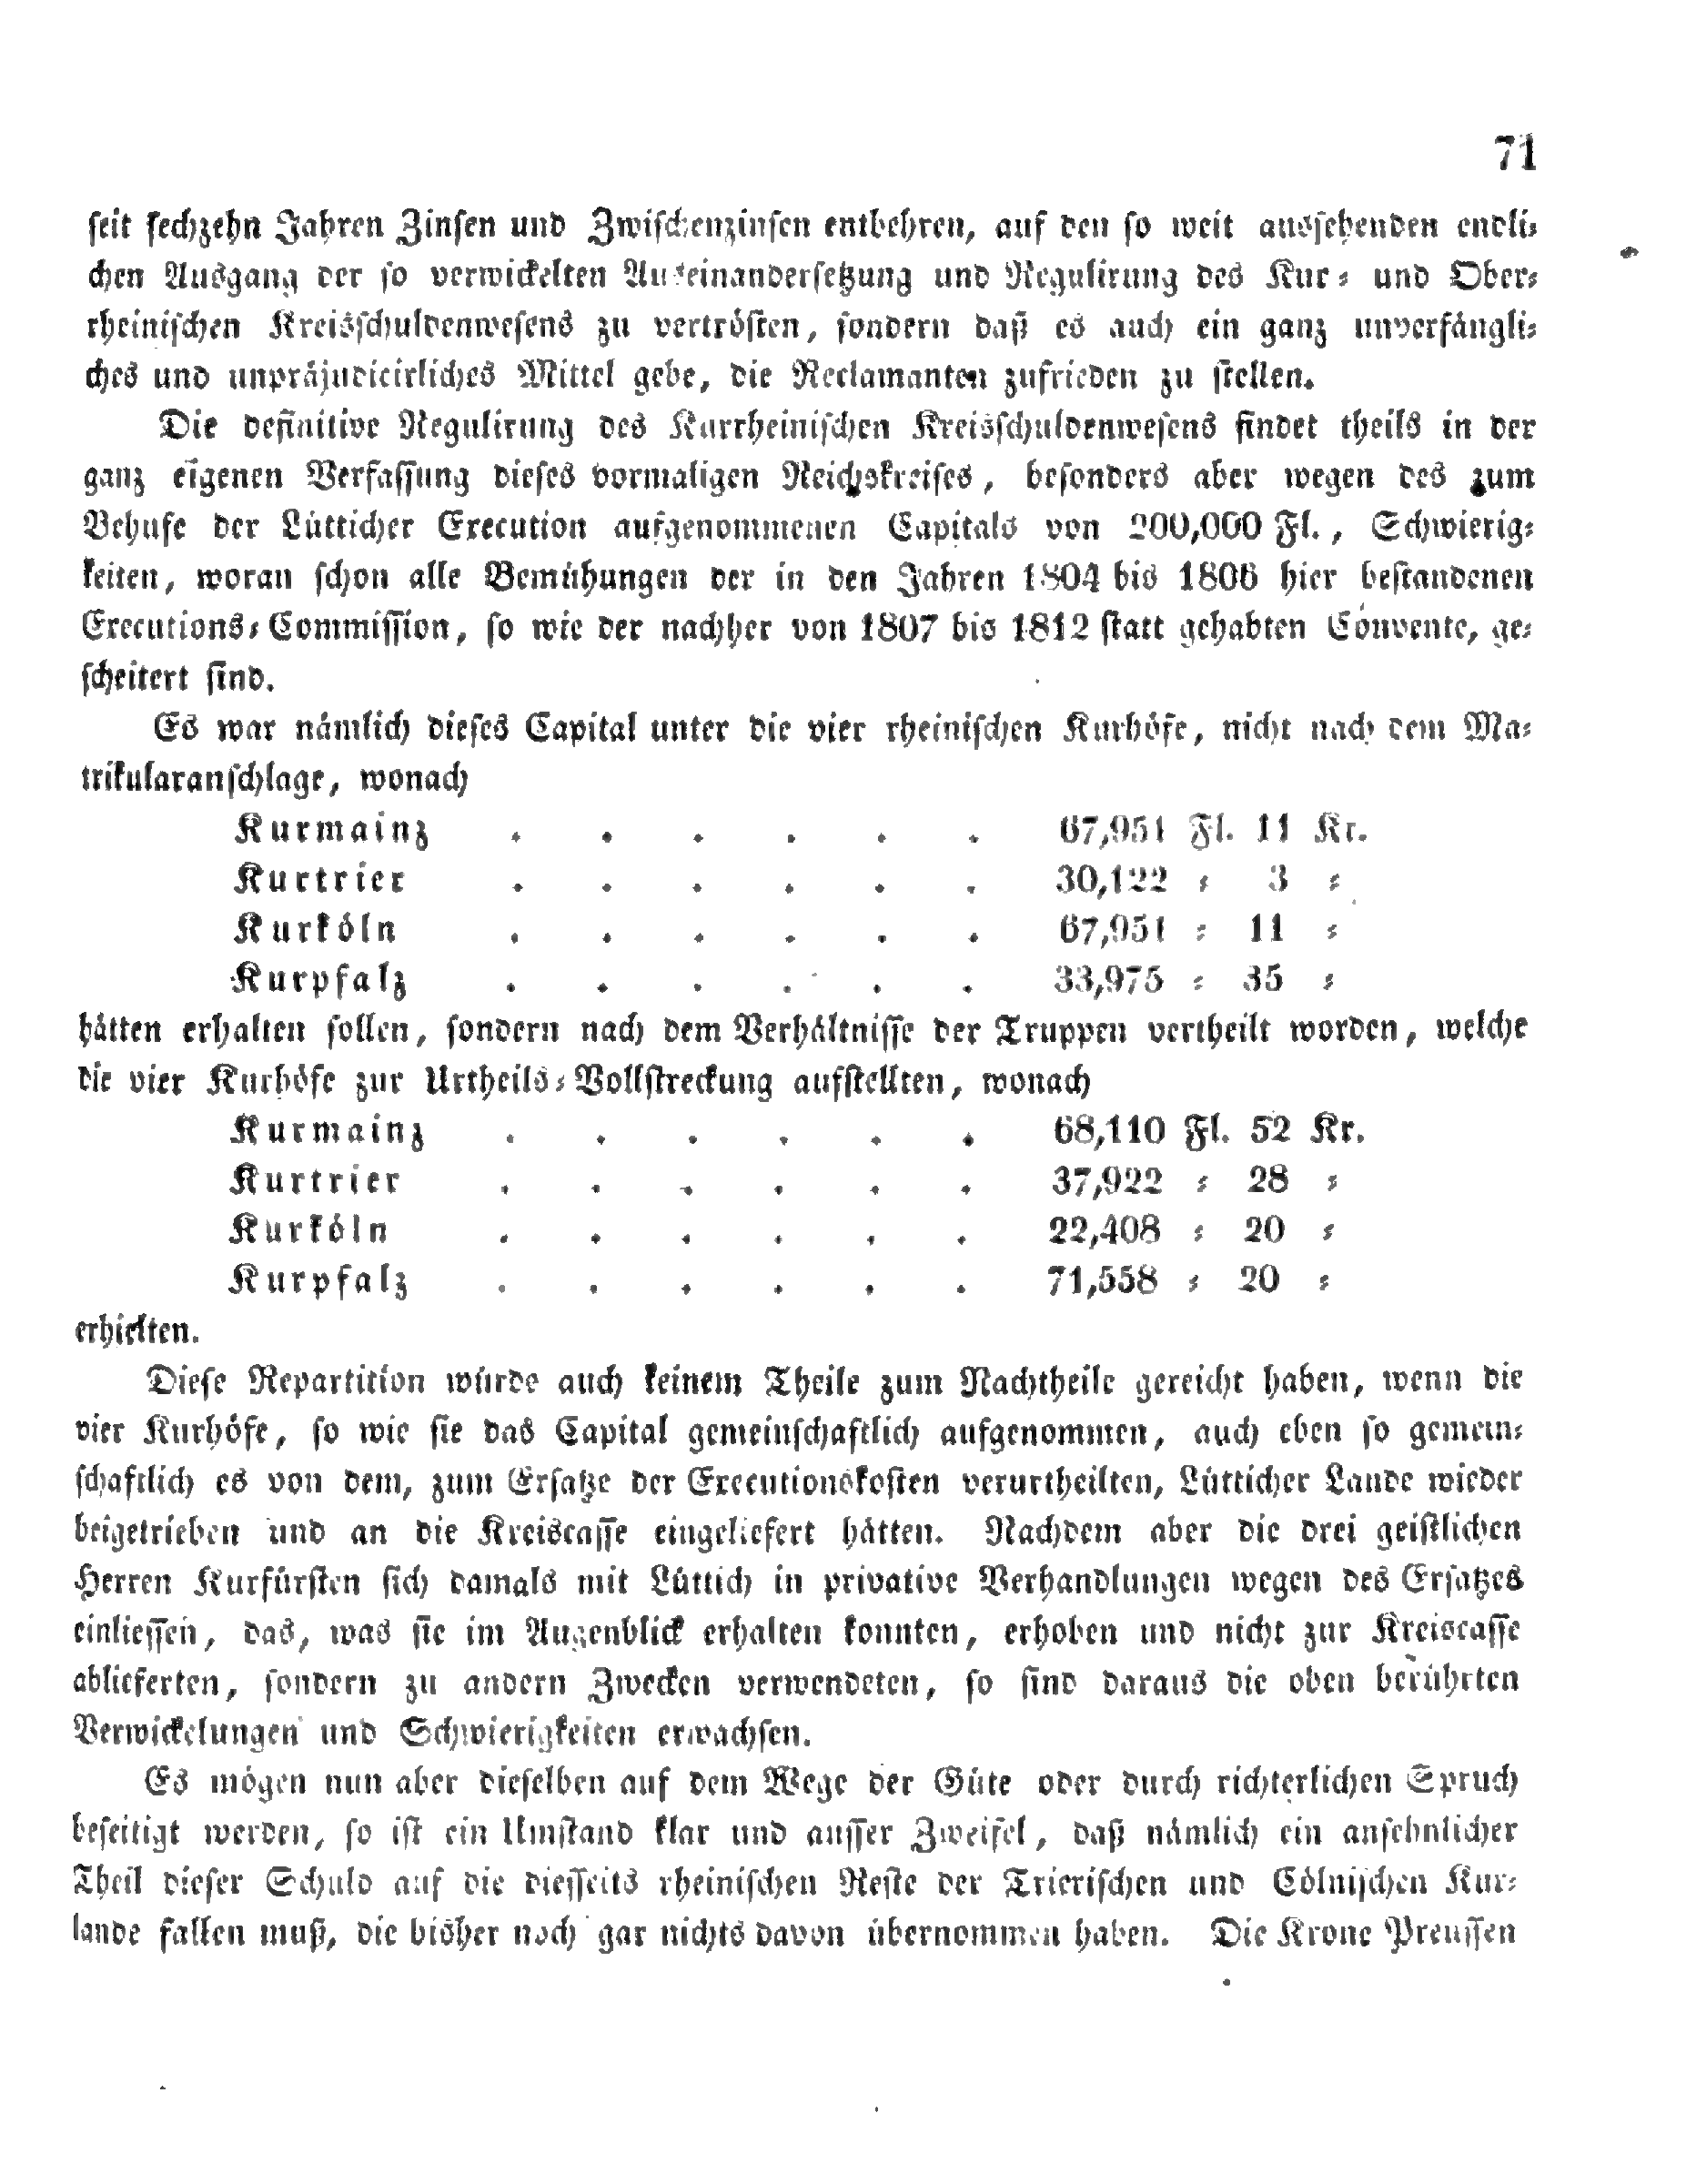 71
seit sechzehn Jahren Zinsen und Zwischenzinsen entbehren, auf den so weit aussehenden endli-
chen Ausgang der so verwickelten Auseinandersetzung und Regulirung des Kur- und Ober-
rheinischen Kreisschuldenwesens zu vertrösten, sondern daß es auch ein ganz unverfängli-
ches und unpräjudicirliches Mittel gebe, die Reclamanten zufrieden zu stellen.
Die definitive Regulirung des Kurrheinischen Kreisschuldenwesens findet theils in der
ganz eigenen Verfassung dieses vormaligen Reichskreises, besonders aber wegen des zum
Behufe der Lütticher Execution aufgenommenen Capitals von 200,000 Fl., Schwierig-
keiten, woran schon alle Bemühungen der in den Jahren 1804 bis 1806 hier bestandenen
Executions-Commission, so wie der nachher von 1807 bis 1812 statt gehabten Convente, ge-
scheitert sind.
Es war nämlich dieses Capital unter die vier rheinischen Kurhöfe, nicht nach dem Ma-
trikularanschlage, wonach
Kurmainz . . . . . . 67,951 Fl. 11 Kr.
Kurtrier . . . . . . 30,122 - 3 -
Kurköln . . . . . . 67,951 - 11 -
Kurpfalz . . . . . . 33,975 - 35 -
hätten erhalten sollen, sondern nach dem Verhältnisse der Truppen vertheilt worden, welche
die vier Kurhöfe zur Urtheils-Vollstreckung aufstellten, wonach
Kurmainz . . . . . . 68,110 Fl. 52 Kr.
Kurtrier . . . . . . 37,922 - 28 -
Kurköln . . . . . . 22,408 - 20 -
Kurpfalz . . . . . . 71,558 - 20 -
erhielten.
Diese Repartition würde auch keinem Theile zum Nachtheile gereicht haben, wenn die
vier Kurhöfe, so wie sie das Capital gemeinschaftlich aufgenommen, auch eben so gemein-
schaftlich es von dem, zum Ersatze der Executionskosten verurtheilten, Lütticher Lande wieder
beigetrieben und an die Kreiscasse eingeliefert hätten. Nachdem aber die drei geistlichen
Herren Kurfürsten sich damals mit Lüttich in privative Verhandlungen wegen des Ersatzes
einliessen, das, was sie im Augenblick erhalten konnten, erhoben und nicht zur Kreiscasse
ablieferten, sondern zu andern Zwecken verwendeten, so sind daraus die oben berührten
Verwickelungen und Schwierigkeiten erwachsen.
Es mögen nun aber dieselben auf dem Wege der Güte oder durch richterlichen Spruch
beseitigt werden, so ist ein Umstand klar und ausser Zweifel, daß nämlich ein ansehnlicher
Theil dieser Schuld auf die diesseits rheinischen Reste der Trierischen und Cölnischen Kur-
lande fallen muß, die bisher noch gar nichts davon übernommen haben. Die Krone Preussen